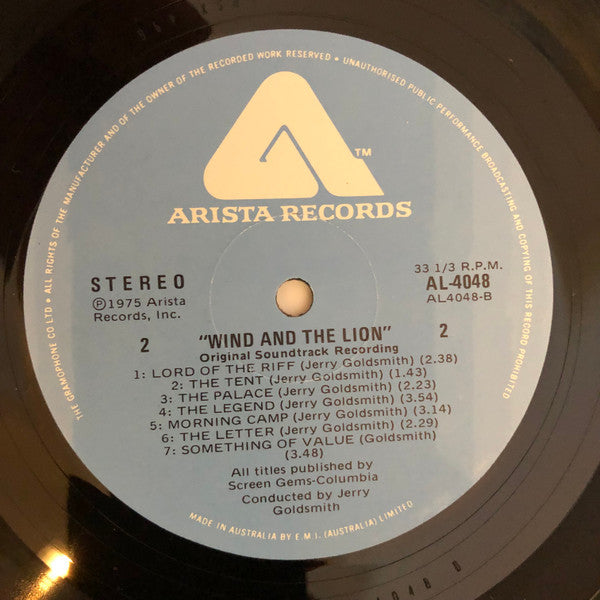 THE GRAMOPHONE CO LTD • ALL RIGHTS OF THE MANUFACTURER AND OF THE OWNER OF THE RECORDED WORK RESERVED • UNAUTHORISED PUBLIC PERFORMANCE BROADCASTING AND COPYING OF THIS RECORD PROHIBITED
TM
ARISTA RECORDS
STEREO
℗1975 Arista
Records, Inc.
33 1/3 R.P.M.
AL-4048
AL4048-B
2
"WIND AND THE LION"
2
Original Soundtrack Recording
1: LORD OF THE RIFF (Jerry Goldsmith) (2.38)
2: THE TENT (Jerry Goldsmith) (1.43)
3: THE PALACE (Jerry Goldsmith) (2.23)
4: THE LEGEND (Jerry Goldsmith) (3.54)
5: MORNING CAMP (Jerry Goldsmith) (3.14)
6: THE LETTER (Jerry Goldsmith) (2.29)
7: SOMETHING OF VALUE (Goldsmith)
(3.48)
All titles published by
Screen Gems-Columbia
Conducted by Jerry
Goldsmith
MADE IN AUSTRALIA BY E.M.I. (AUSTRALIA) LIMITED